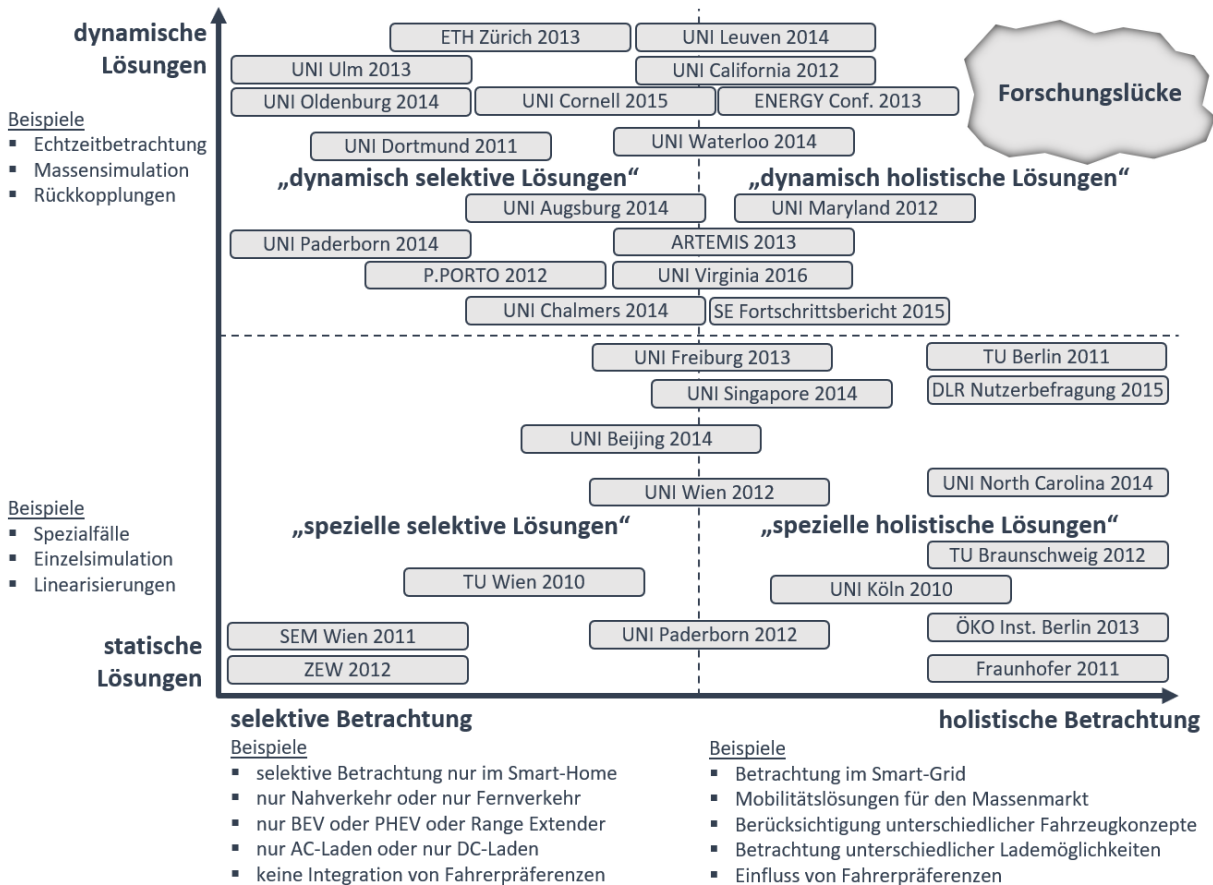 dynamische
Lösungen
ETH Zürich 2013
UNI Leuven 2014
UNI Ulm 2013
UNI California 2012
UNI Oldenburg 2014
UNI Cornell 2015
ENERGY Conf. 2013
Forschungslücke
Beispiele
▪ Echtzeitbetrachtung
▪ Massensimulation
▪ Rückkopplungen
UNI Dortmund 2011
UNI Waterloo 2014
„dynamisch selektive Lösungen“
„dynamisch holistische Lösungen“
UNI Augsburg 2014
UNI Maryland 2012
UNI Paderborn 2014
ARTEMIS 2013
P.PORTO 2012
UNI Virginia 2016
UNI Chalmers 2014
SE Fortschrittsbericht 2015
UNI Freiburg 2013
TU Berlin 2011
UNI Singapore 2014
DLR Nutzerbefragung 2015
UNI Beijing 2014
UNI Wien 2012
UNI North Carolina 2014
Beispiele
▪ Spezialfälle
▪ Einzelsimulation
▪ Linearisierungen
„spezielle selektive Lösungen“
„spezielle holistische Lösungen“
TU Braunschweig 2012
TU Wien 2010
UNI Köln 2010
SEM Wien 2011
UNI Paderborn 2012
ÖKO Inst. Berlin 2013
ZEW 2012
Fraunhofer 2011
statische
Lösungen
selektive Betrachtung
holistische Betrachtung
Beispiele
▪ selektive Betrachtung nur im Smart-Home
▪ nur Nahverkehr oder nur Fernverkehr
▪ nur BEV oder PHEV oder Range Extender
▪ nur AC-Laden oder nur DC-Laden
▪ keine Integration von Fahrerpräferenzen
Beispiele
▪ Betrachtung im Smart-Grid
▪ Mobilitätslösungen für den Massenmarkt
▪ Berücksichtigung unterschiedlicher Fahrzeugkonzepte
▪ Betrachtung unterschiedlicher Lademöglichkeiten
▪ Einfluss von Fahrerpräferenzen